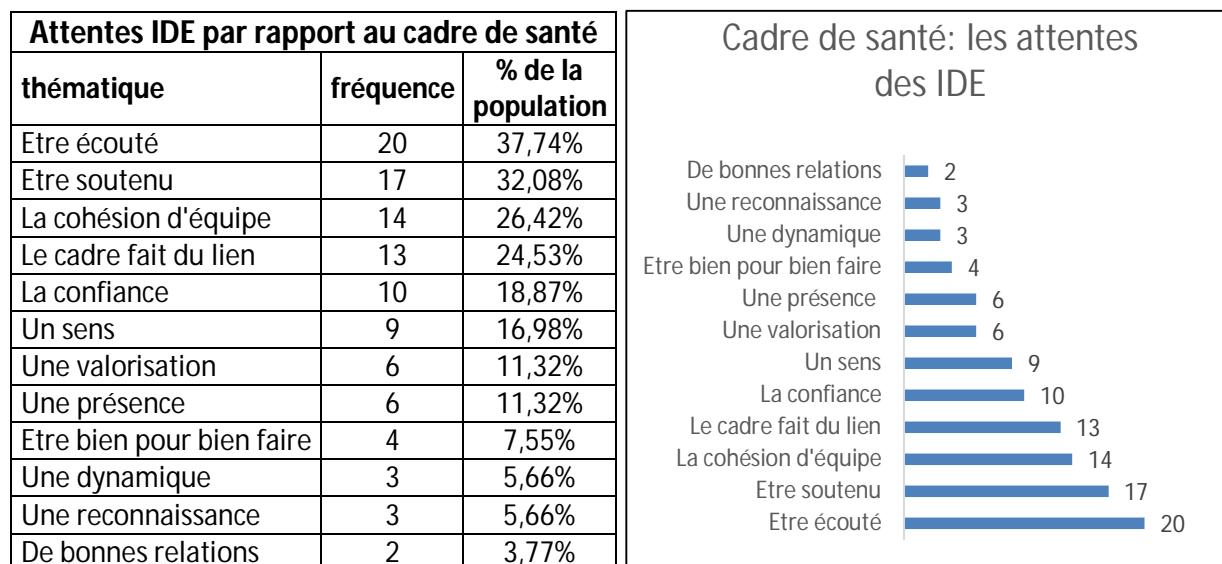 Attentes IDE par rapport au cadre de santé
thématique fréquence % de la population
Etre écouté 20 37,74%
Etre soutenu 17 32,08%
La cohésion d'équipe 14 26,42%
Le cadre fait du lien 13 24,53%
La confiance 10 18,87%
Un sens 9 16,98%
Une valorisation 6 11,32%
Une présence 6 11,32%
Etre bien pour bien faire 4 7,55%
Une dynamique 3 5,66%
Une reconnaissance 3 5,66%
De bonnes relations 2 3,77%
Cadre de santé: les attentes
des IDE
De bonnes relations 2
Une reconnaissance 3
Une dynamique 3
Etre bien pour bien faire 4
Une présence 6
Une valorisation 6
Un sens 9
La confiance 10
Le cadre fait du lien 13
La cohésion d'équipe 14
Etre soutenu 17
Etre écouté 20